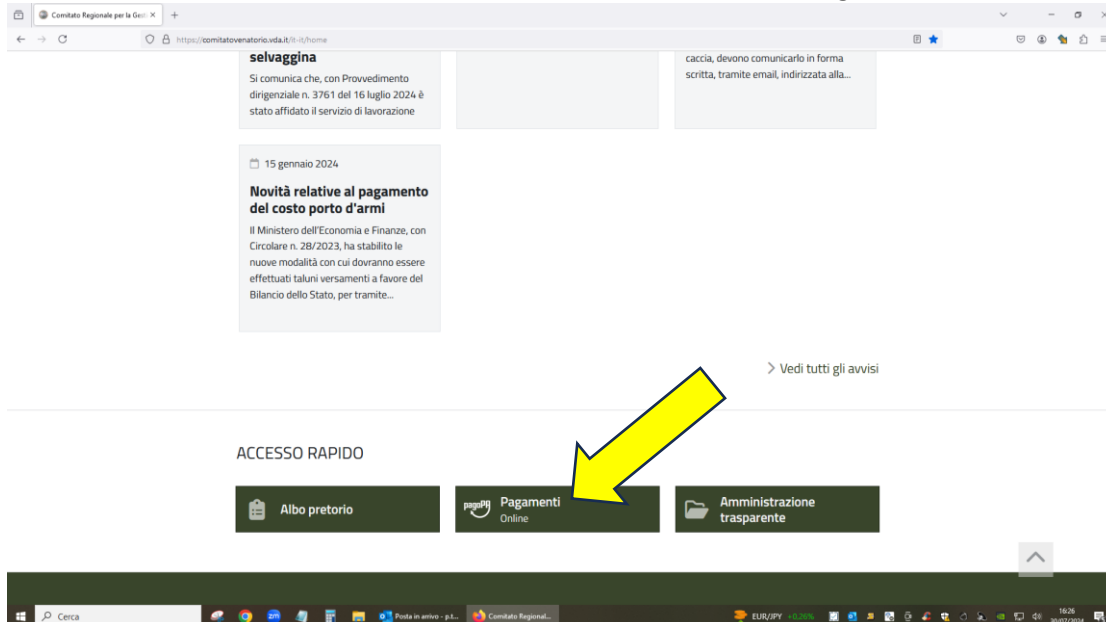 Comitato Regionale per la Gest
https://comitatovenatorio.vda.it/it-it/home
selvaggina
Si comunica che, con Provvedimento
dirigenziale n. 3761 del 16 luglio 2024 è
stato affidato il servizio di lavorazione
caccia, devono comunicarlo in forma
scritta, tramite email, indirizzata alla...
15 gennaio 2024
Novità relative al pagamento
del costo porto d'armi
Il Ministero dell'Economia e Finanze, con
Circolare n. 28/2023, ha stabilito le
nuove modalità con cui dovranno essere
effettuati taluni versamenti a favore del
Bilancio dello Stato, per tramite...
Vedi tutti gli avvisi
ACCESSO RAPIDO
Albo pretorio
pagoPA
Pagamenti
Online
Amministrazione
trasparente
Cerca
zm
Posta in arrivo - p.t...
Comitato Regional...
EUR/JPY +0,26%
16:26
30/07/2024